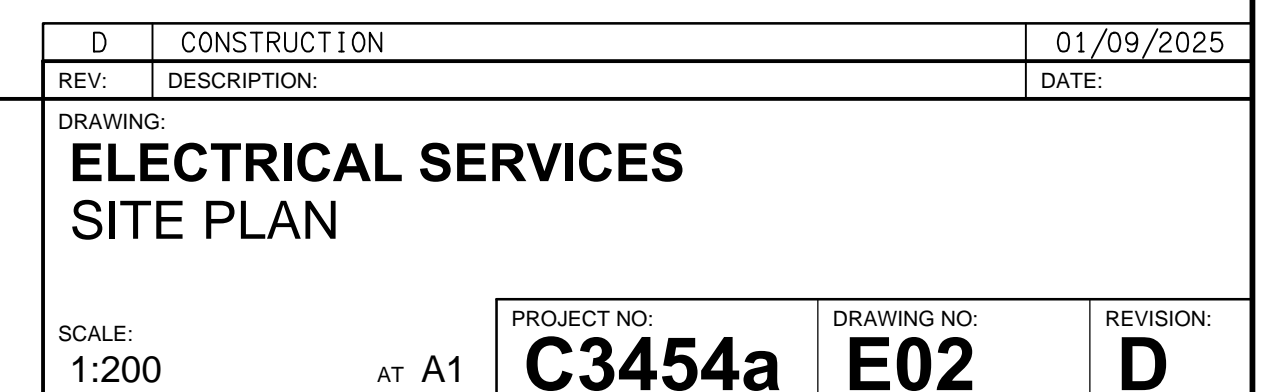 D CONSTRUCTION 01/09/2025
REV: DESCRIPTION: DATE:
DRAWING:
ELECTRICAL SERVICES
SITE PLAN
SCALE:
1:200 AT A1
PROJECT NO:
C3454a
DRAWING NO:
E02
REVISION:
D